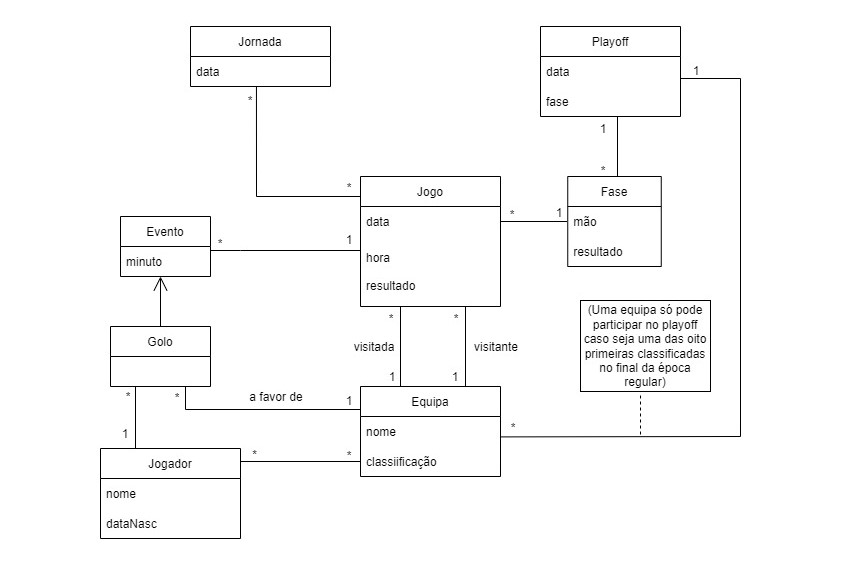 Jornada
data
*
*
Playoff
data
fase
1
1
*
Fase
mão
resultado
1
*
Jogo
data
hora
resultado
Evento
minuto
*
1
Golo
*
*
visitada
visitante
1
1
(Uma equipa só pode
participar no playoff
caso seja uma das oito
primeiras classificadas
no final da época
regular)
*
*
a favor de
1
Equipa
nome
classiificação
*
1
Jogador
nome
dataNasc
*
*